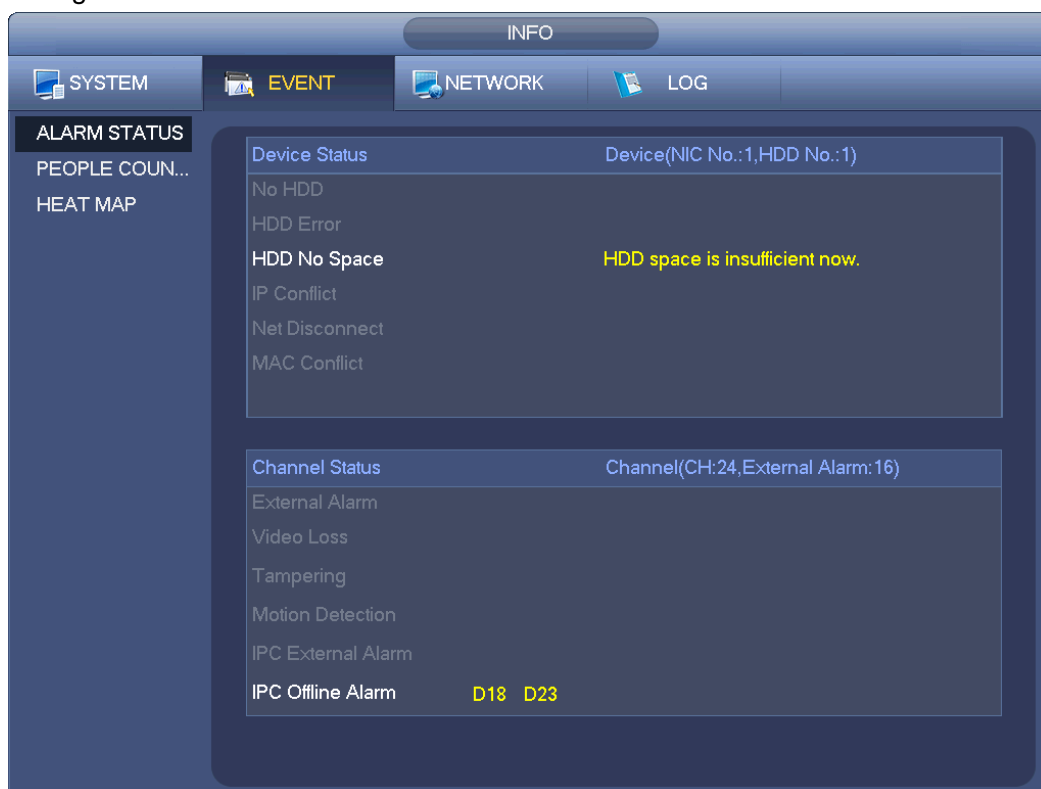 INFO
SYSTEM EVENT NETWORK LOG
ALARM STATUS
PEOPLE COUN...
HEAT MAP
Device Status Device(NIC No.:1,HDD No.:1)
No HDD
HDD Error
HDD No Space HDD space is insufficient now.
IP Conflict
Net Disconnect
MAC Conflict
Channel Status Channel(CH:24,External Alarm:16)
External Alarm
Video Loss
Tampering
Motion Detection
IPC External Alarm
IPC Offline Alarm D18 D23